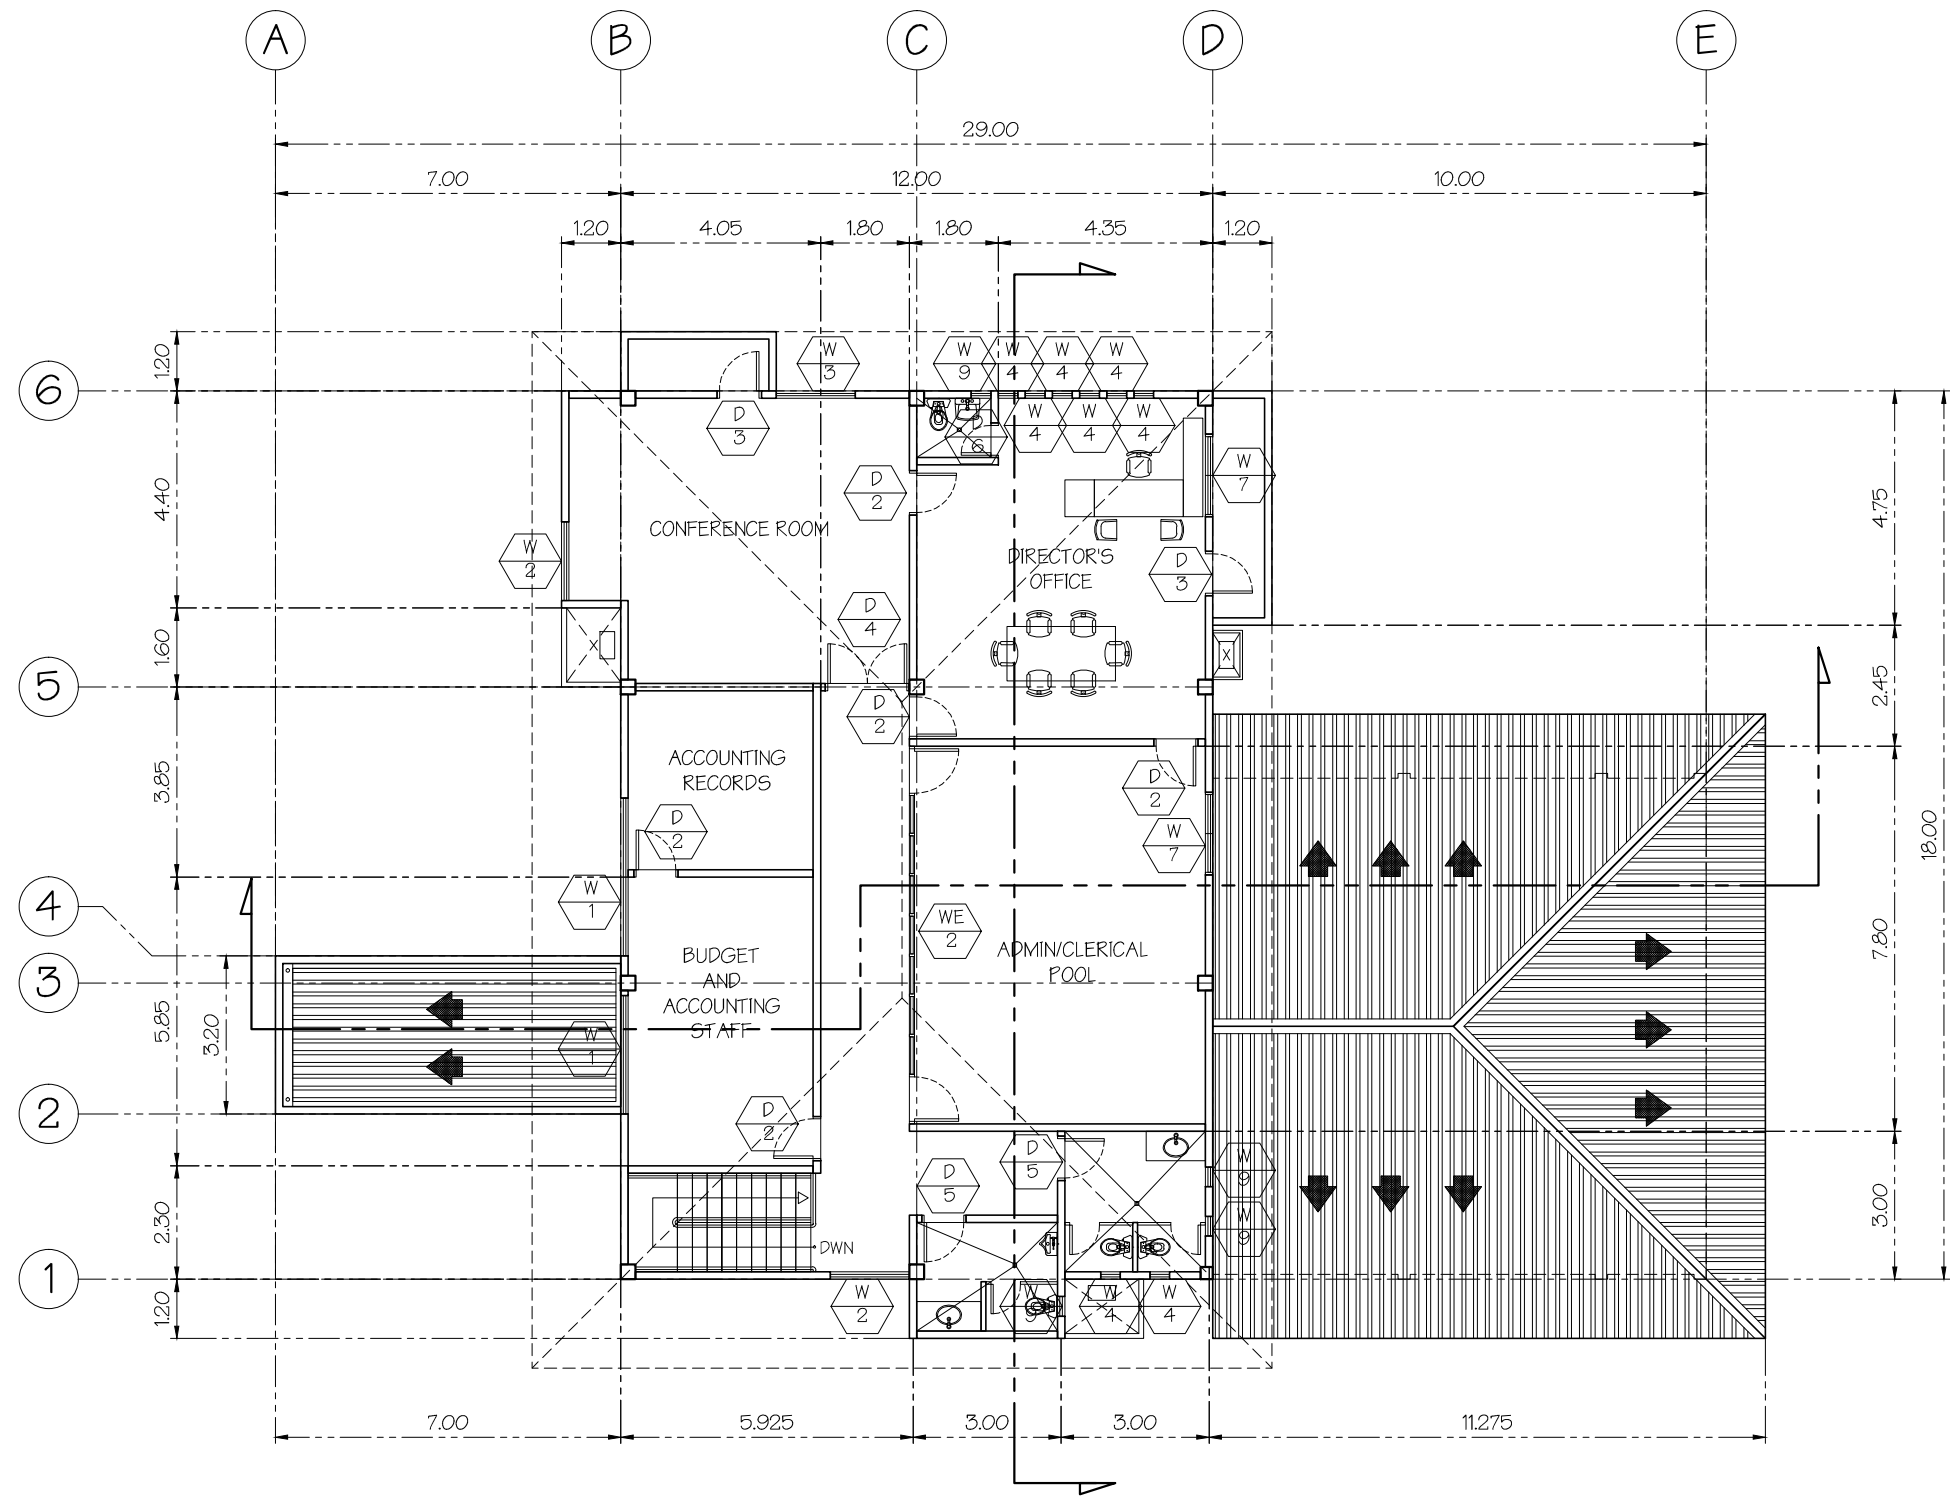 A
B
C
D
E
29.00
7.00
12.00
10.00
1.20
4.05
1.80
1.80
4.35
1.20
6
5
4
3
2
1
1.20
4.40
1.60
3.85
5.85
3.20
2.30
1.20
W
3
W
9
W
4
W
4
W
4
D
3
D
6
W
4
W
4
W
4
W
7
D
2
CONFERENCE ROOM
W
2
DIRECTOR'S
OFFICE
D
3
D
4
D
2
ACCOUNTING
RECORDS
D
2
D
2
W
7
W
1
WE
2
BUDGET
AND
ACCOUNTING
STAFF
ADMIN/CLERICAL
POOL
W
1
D
2
D
5
D
5
W
9
W
9
DWN
W
2
W
9
W
4
W
4
4.75
2.45
7.80
18.00
3.00
7.00
5.925
3.00
3.00
11.275